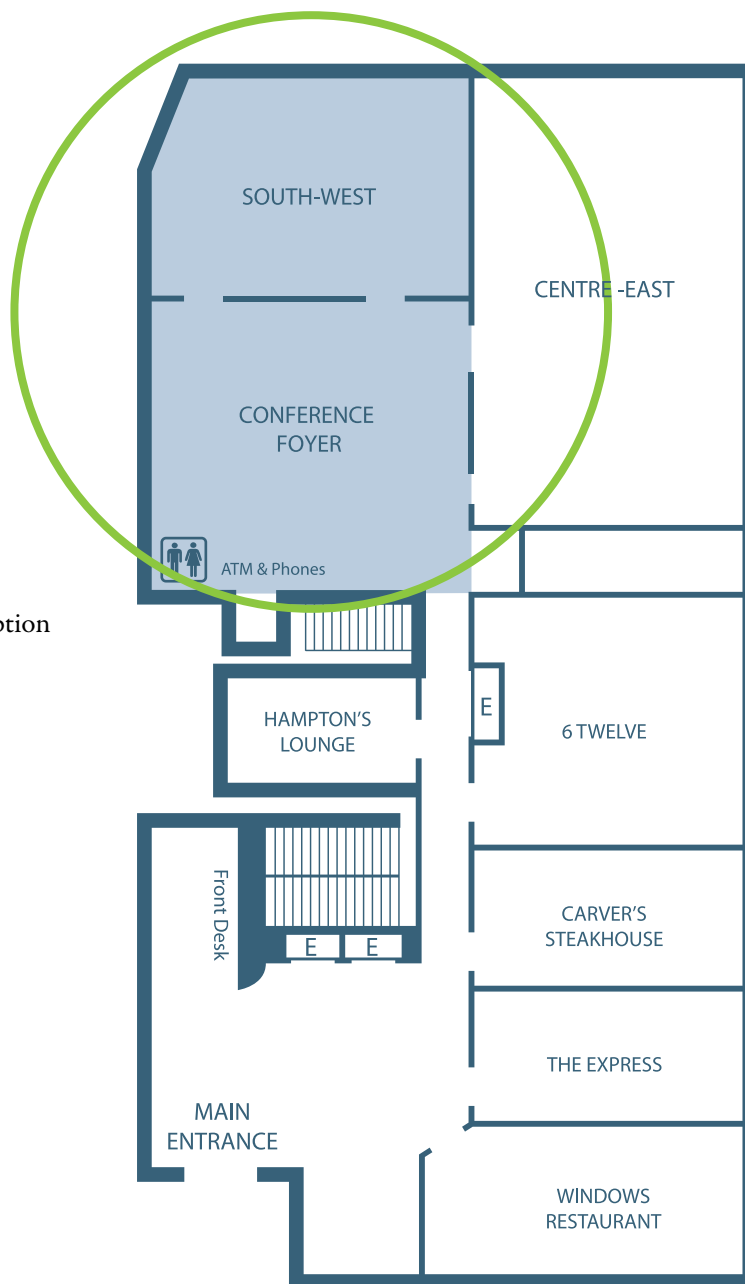 SOUTH-WEST
CENTRE -EAST
CONFERENCE
FOYER
ATM & Phones
ption
HAMPTON'S
LOUNGE
E
6 TWELVE
Front Desk
CARVER'S
STEAKHOUSE
E
E
THE EXPRESS
MAIN
ENTRANCE
WINDOWS
RESTAURANT